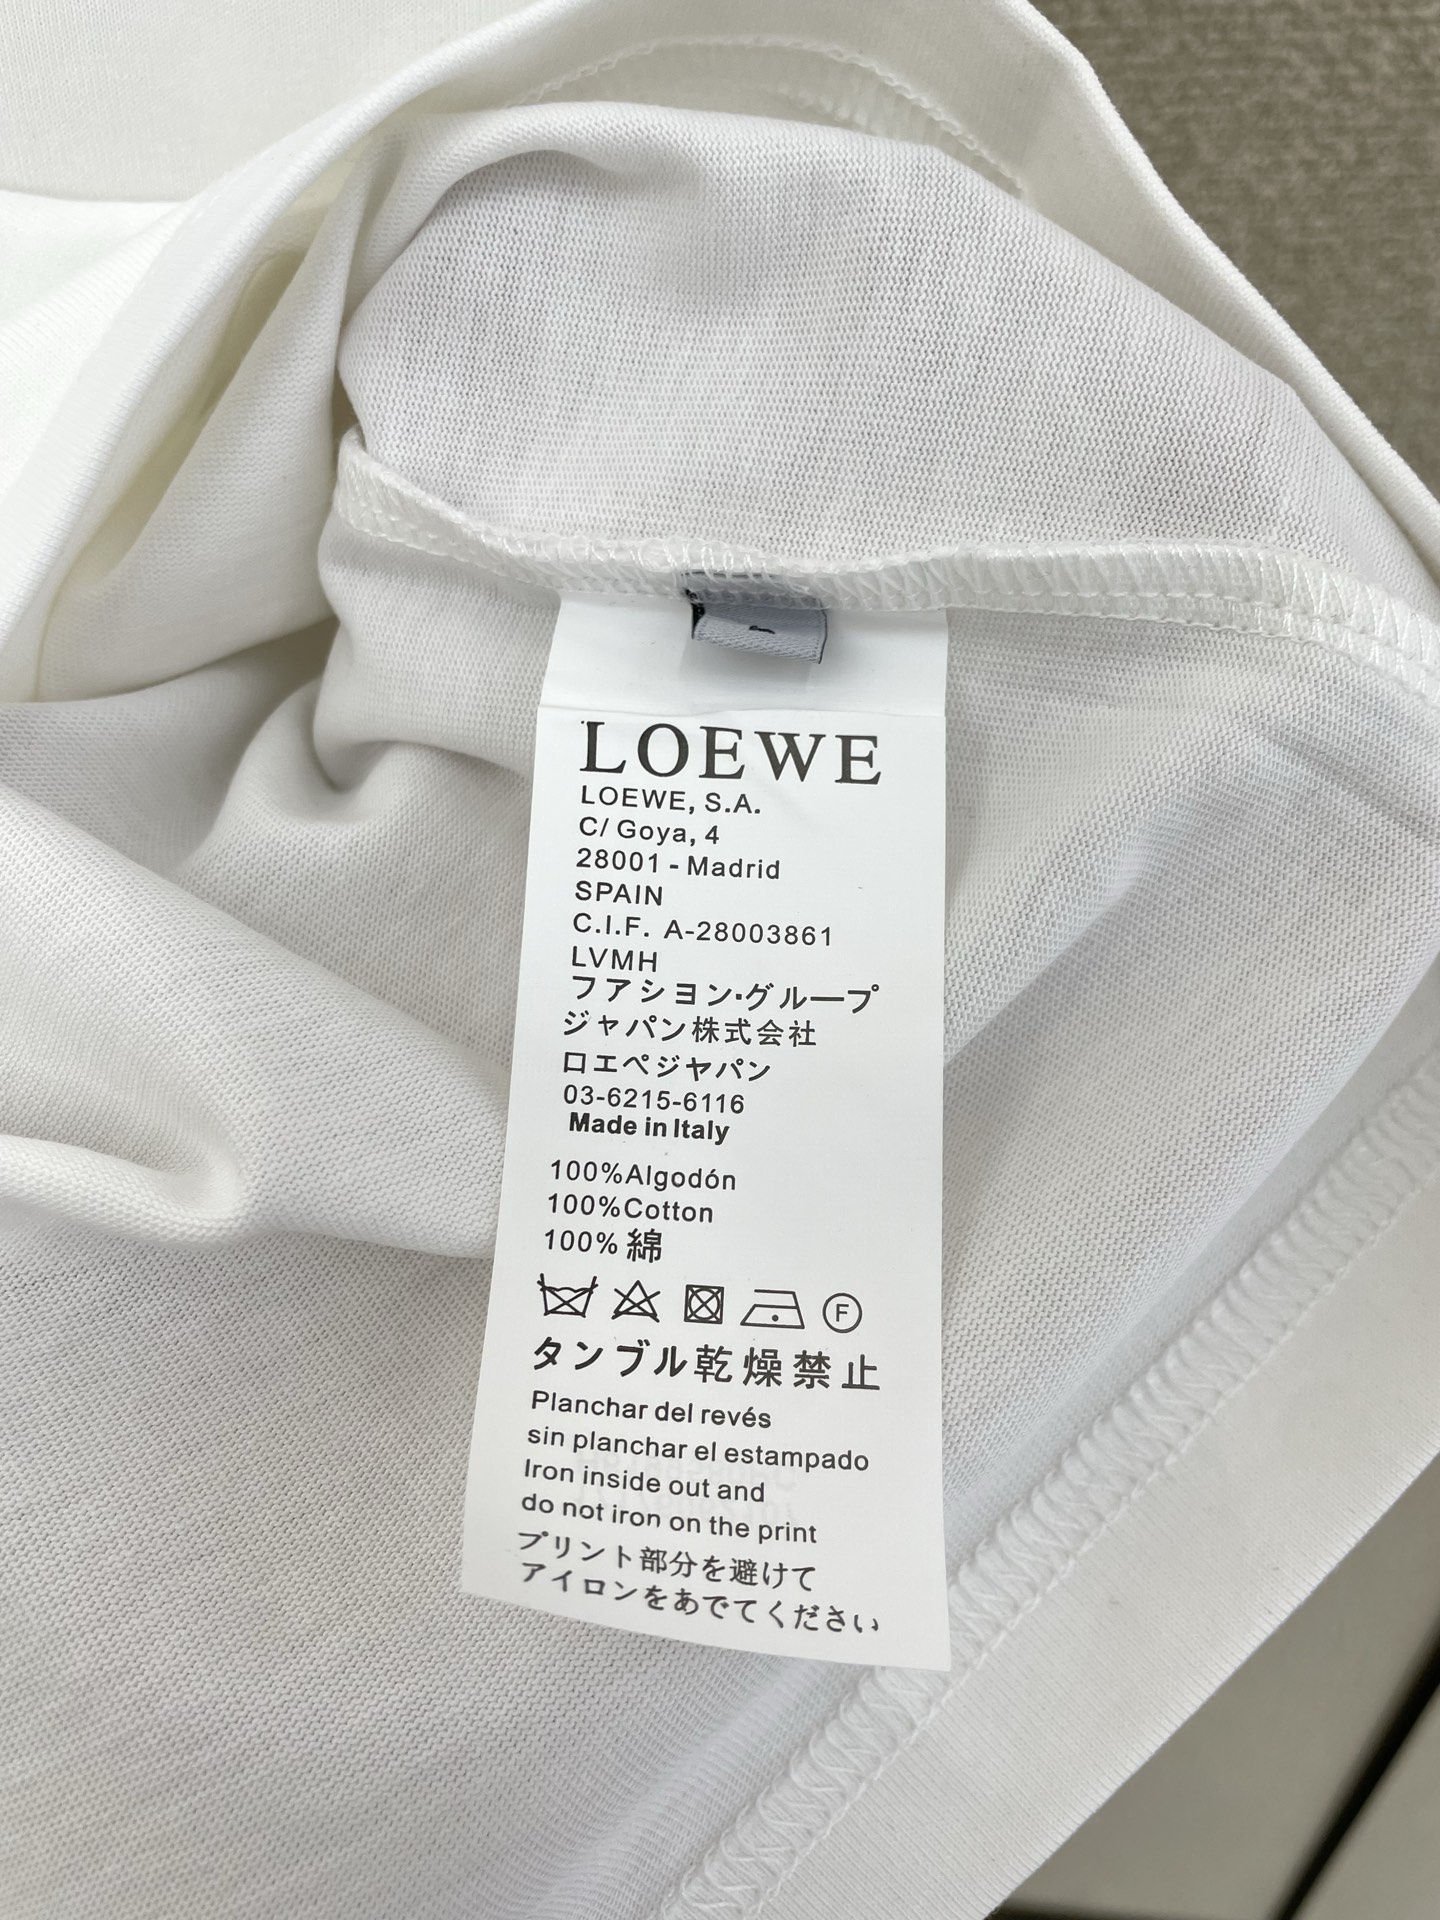 LOEWE
LOEWE, S.A.
C/ Goya, 4
28001 - Madrid
SPAIN
C.I.F. A-28003861
LVMH
フアシヨン・グループ
ジャパン株式会社
ロエペジャパン
03-6215-6116
Made in Italy
100%Algodón
100%Cotton
100% 綿
F
タンブル乾燥禁止
Planchar del revés
sin planchar el estampado
Iron inside out and
do not iron on the print
プリント部分を避けて
アイロンをあでてください